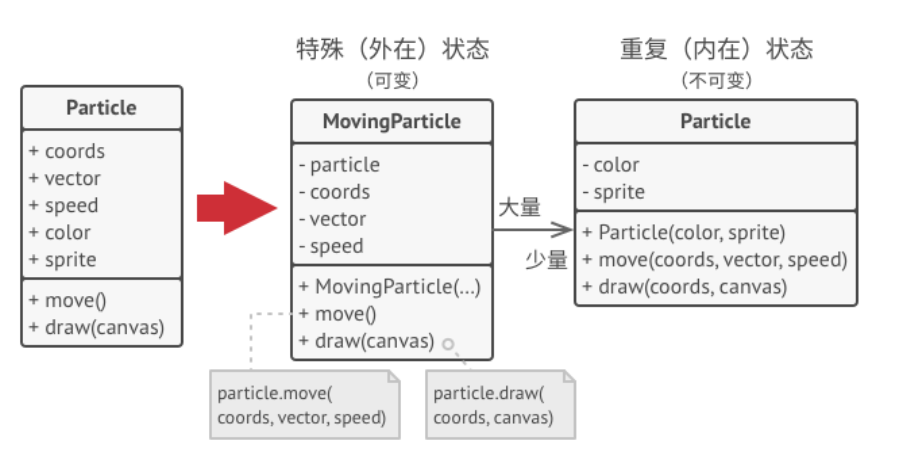 特殊（外在）状态
（可变）
重复（内在）状态
（不可变）
Particle
+ coords
+ vector
+ speed
+ color
+ sprite
+ move()
+ draw(canvas)
MovingParticle
- particle
- coords
- vector
- speed
+ MovingParticle(...)
+ move()
+ draw(canvas)
particle.move(
coords, vector, speed)
particle.draw(
coords, canvas)
大量
少量
Particle
- color
- sprite
+ Particle(color, sprite)
+ move(coords, vector, speed)
+ draw(coords, canvas)